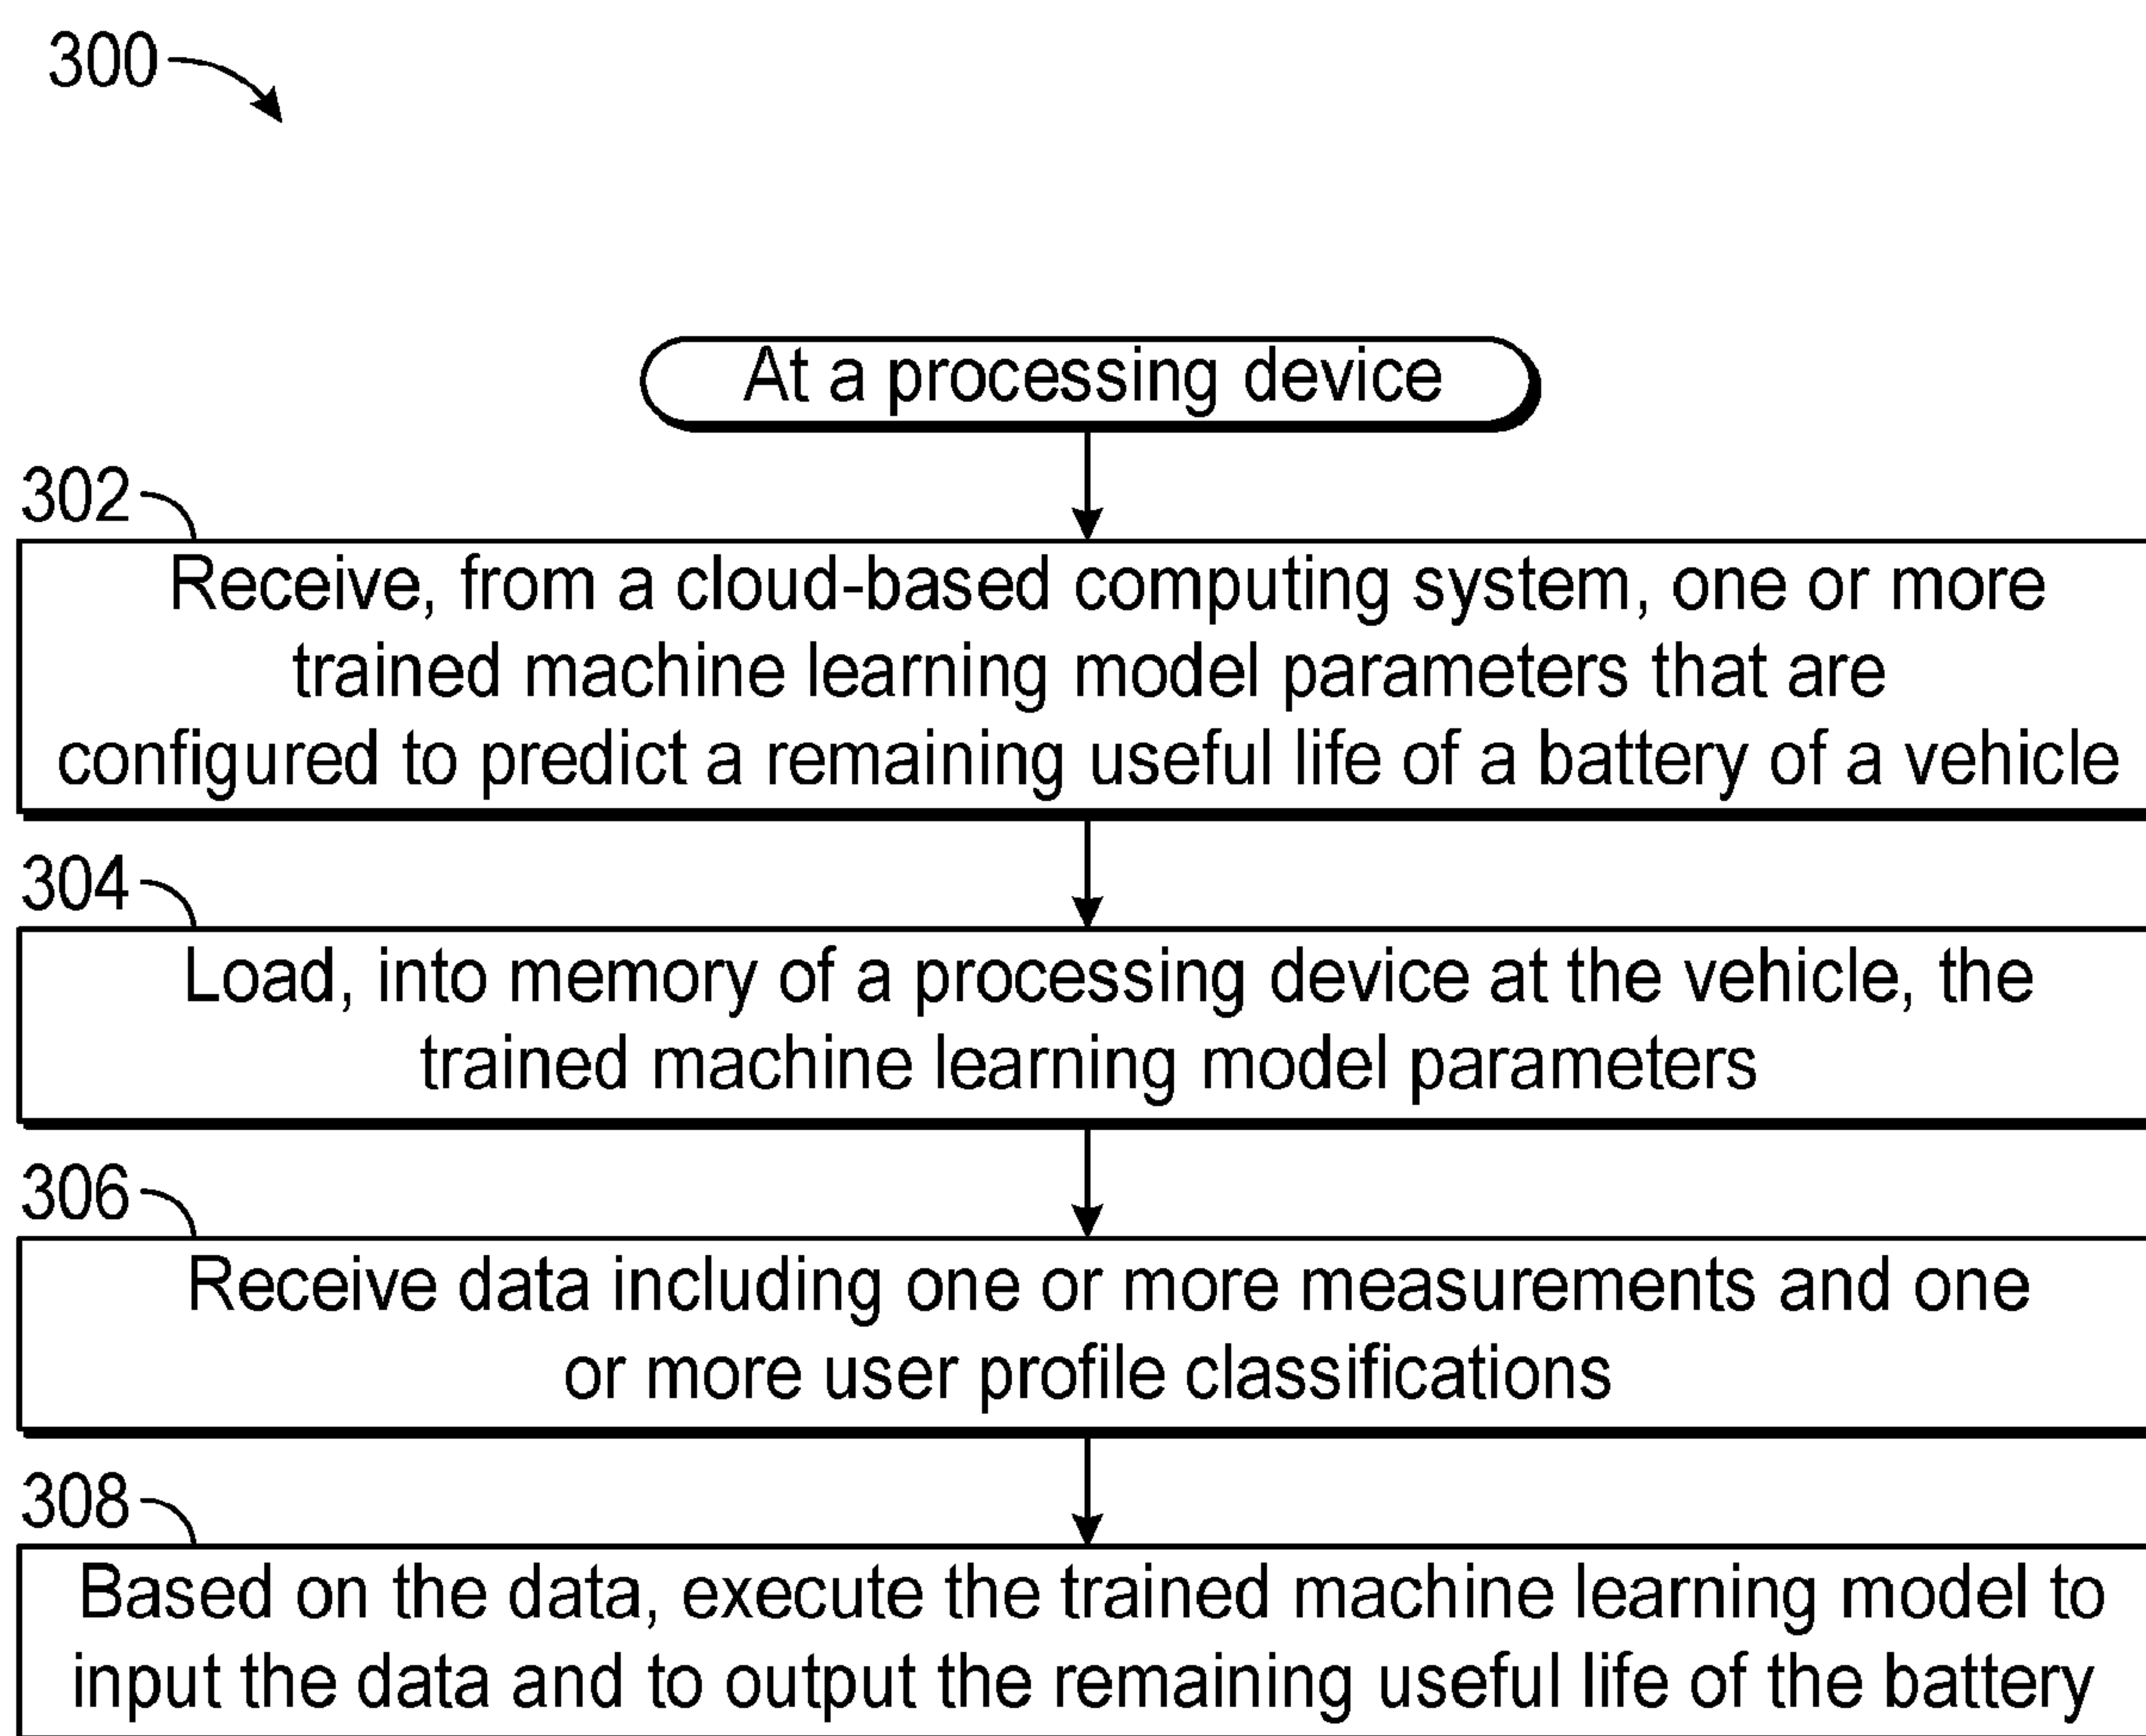 300
At a processing device
302
Receive, from a cloud-based computing system, one or more
trained machine learning model parameters that are
configured to predict a remaining useful life of a battery of a vehicle
304
Load, into memory of a processing device at the vehicle, the
trained machine learning model parameters
306
Receive data including one or more measurements and one
or more user profile classifications
308
Based on the data, execute the trained machine learning model to
input the data and to output the remaining useful life of the battery